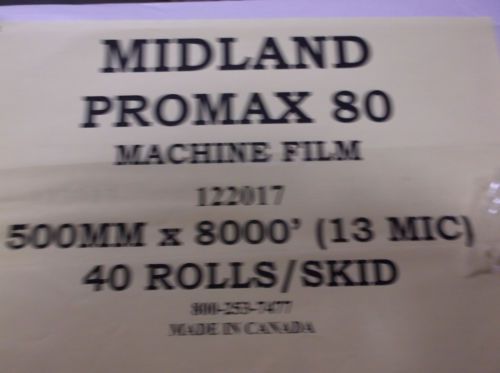 MIDLAND
PROMAX 80
MACHINE FILM
122017
500MM x 8000' (13 MIC)
40 ROLLS/SKID
800-253-7477
MADE IN CANADA